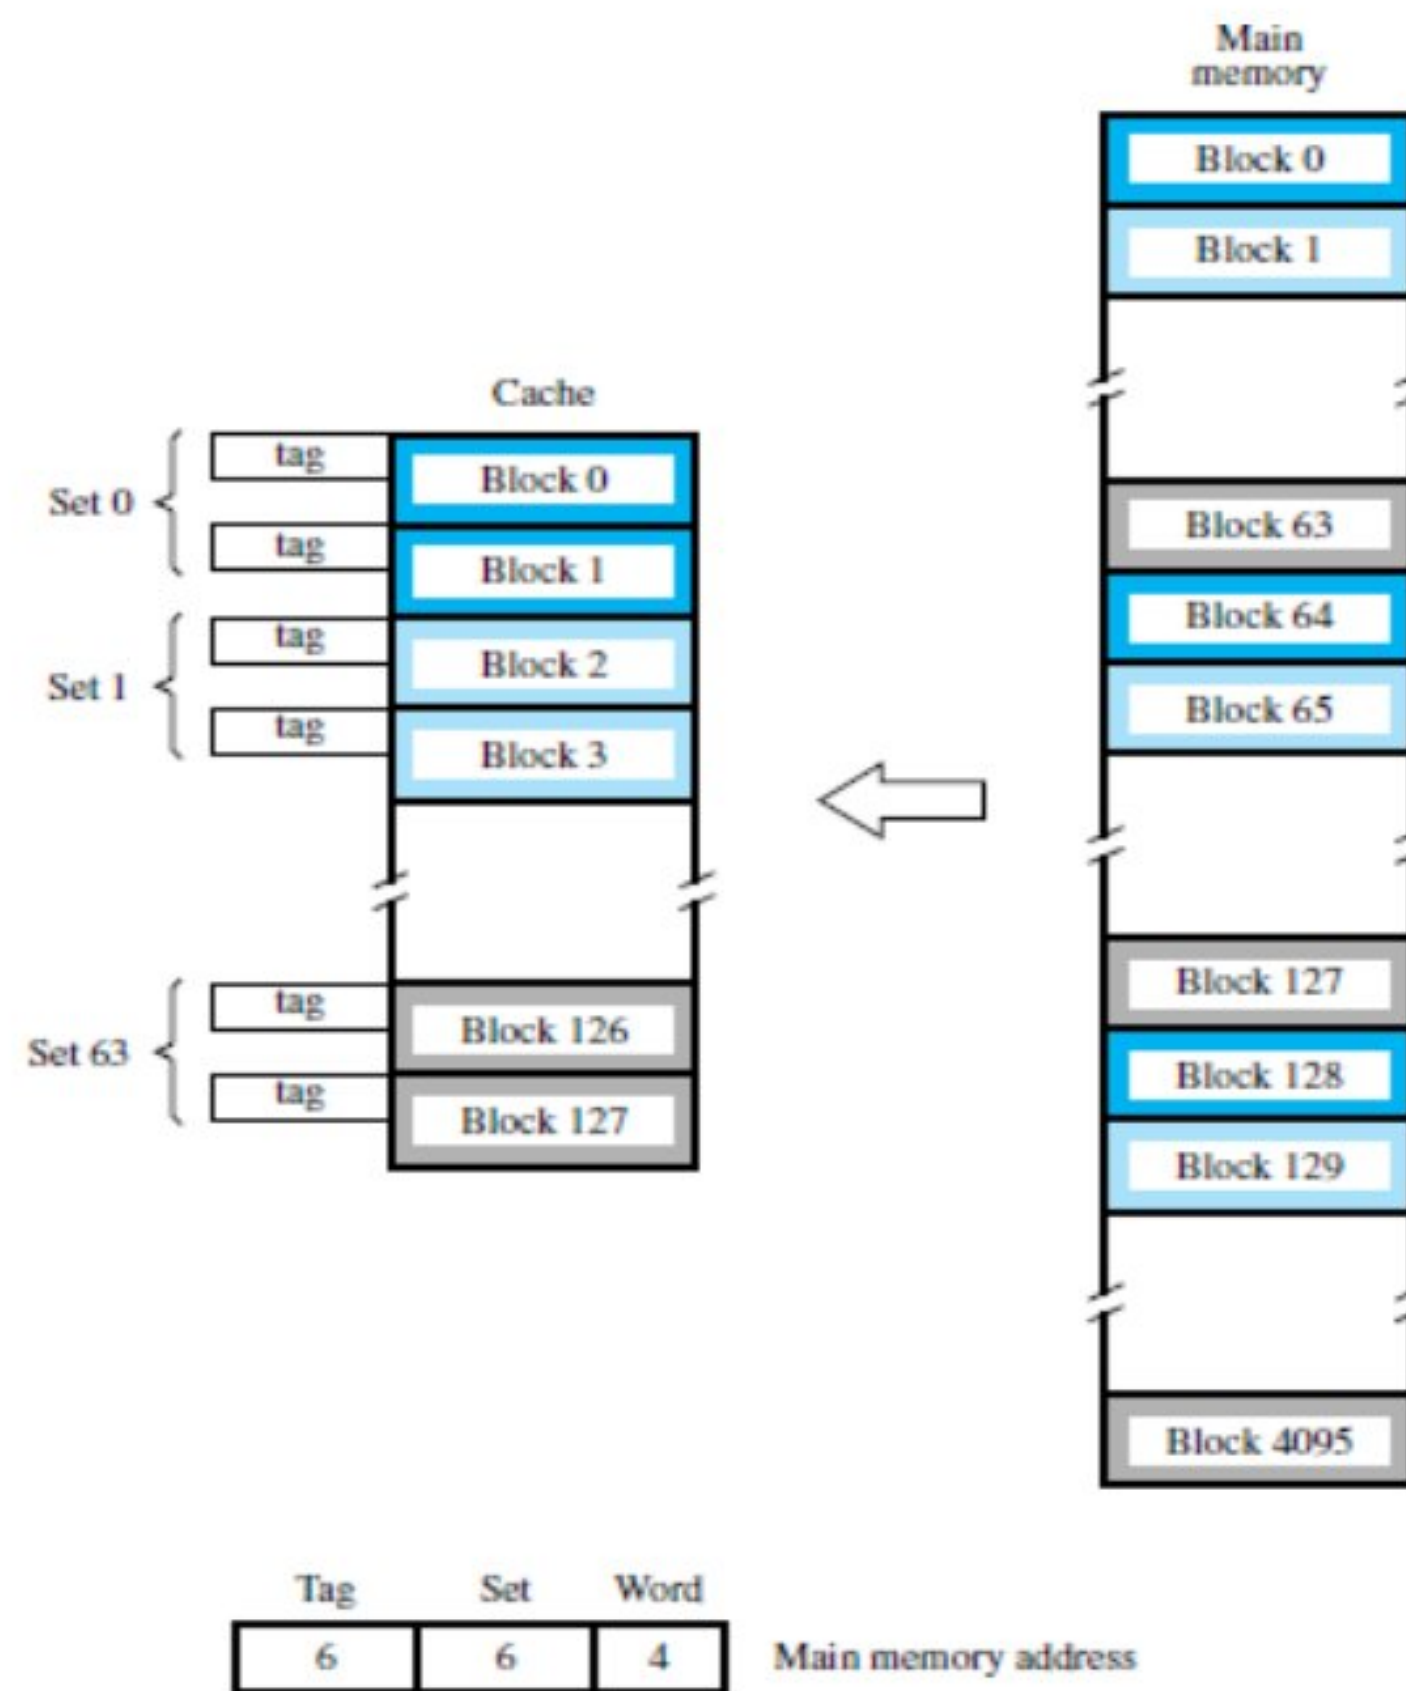 Main
memory
Block 0
Block 1
Block 63
Block 64
Block 65
Block 127
Block 128
Block 129
Block 4095
Cache
Set 0
tag
Block 0
tag
Block 1
Set 1
tag
Block 2
tag
Block 3
Set 63
tag
Block 126
tag
Block 127
Tag Set Word
6 6 4 Main memory address